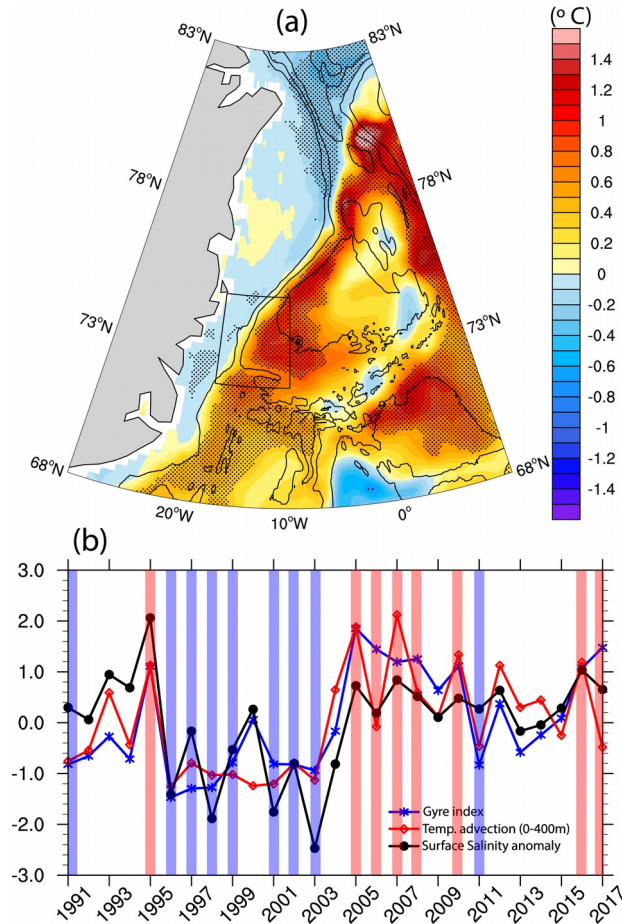 (a)
(° C)
83°N
83°N
78°N
78°N
73°N
73°N
68°N
68°N
20°W
10°W
0°
1.4
1.2
1
0.8
0.6
0.4
0.2
0
-0.2
-0.4
-0.6
-0.8
-1
-1.2
-1.4
(b)
3.0
2.0
1.0
0.0
-1.0
-2.0
-3.0
Gyre index
Temp. advection (0-400m)
Surface Salinity anomaly
1991
1993
1995
1997
1999
2001
2003
2005
2007
2009
2011
2013
2015
2017